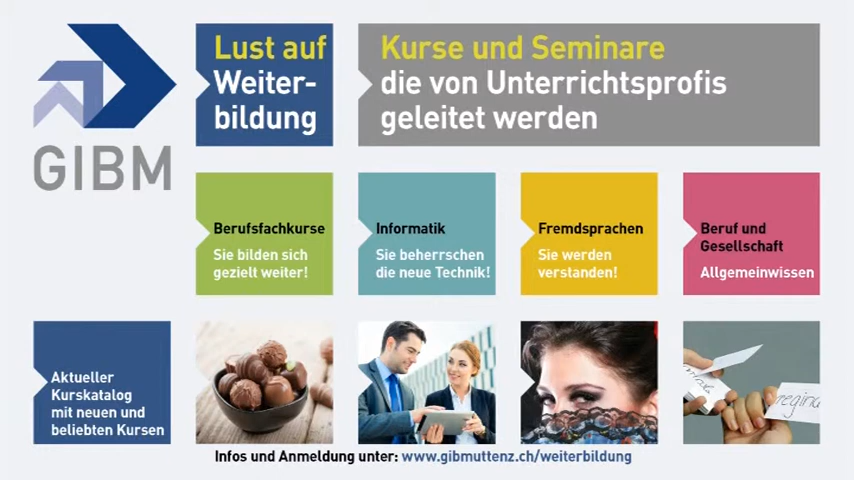 GIBM
Lust auf
Weiter-
bildung
Kurse und Seminare
die von Unterrichtsprofis
geleitet werden
Berufsfachkurse
Sie bilden sich
gezielt weiter!
Informatik
Sie beherrschen
die neue Technik!
Fremdsprachen
Sie werden
verstanden!
Beruf und
Gesellschaft
Allgemeinwissen
Aktueller
Kurskatalog
mit neuen und
beliebten Kursen
regina
Infos und Anmeldung unter: www.gibmuttenz.ch/weiterbildung